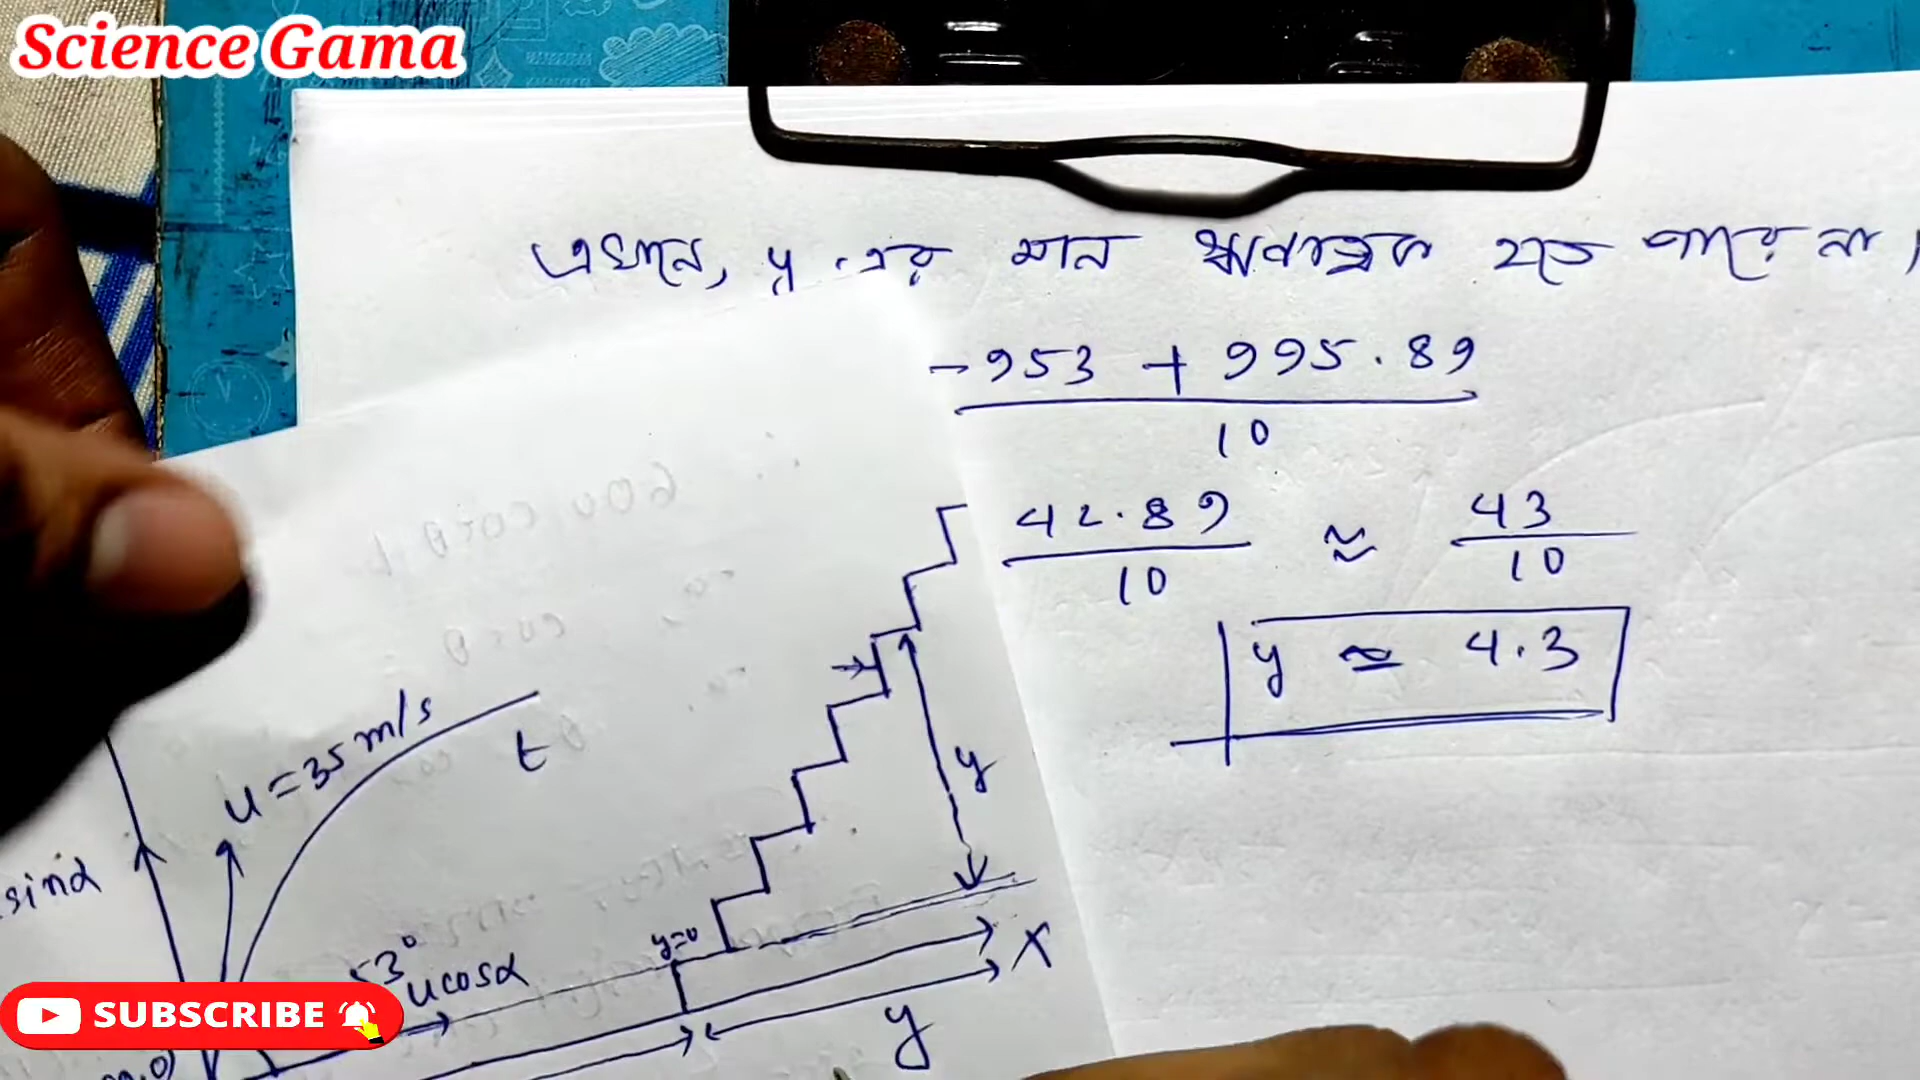 Science Gama
এখানে, y এর মান ঋণাত্মক হতে পারে না।
-953 + 995.89
10
42.89
10
≈
43
10
y ≈ 4.3
u = 35 m/s
t
y
sinα
y=0
53°
ucosα
X
y
SUBSCRIBE